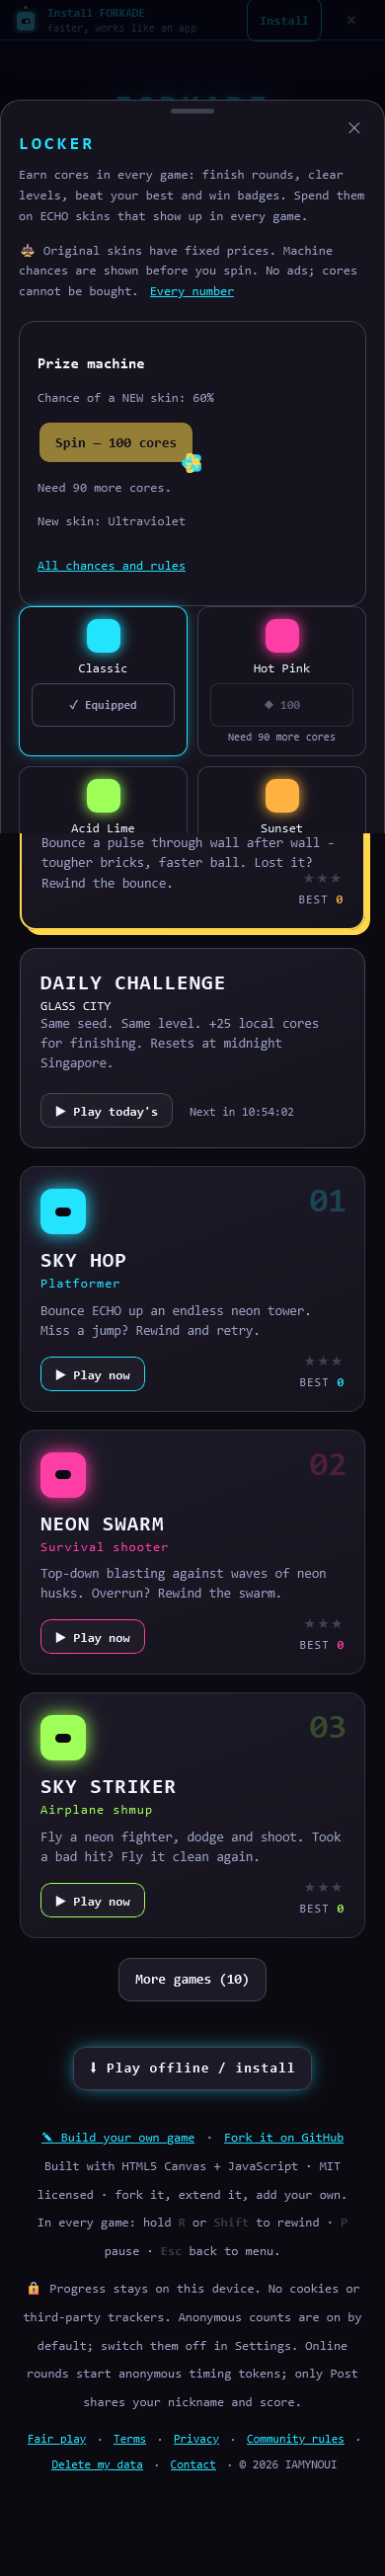 Install FORKADE
faster, works like an app
Install
×
LOCKER
Earn cores in every game: finish rounds, clear
levels, beat your best and win badges. Spend them
on ECHO skins that show up in every game.
Original skins have fixed prices. Machine
chances are shown before you spin. No ads; cores
cannot be bought. Every number
Prize machine
Chance of a NEW skin: 60%
Spin — 100 cores
Need 90 more cores.
New skin: Ultraviolet
All chances and rules
Classic
✓ Equipped
Hot Pink
◆ 100
Need 90 more cores
Acid Lime
Sunset
Bounce a pulse through wall after wall -
tougher bricks, faster ball. Lost it?
Rewind the bounce.
★★★
BEST 0
DAILY CHALLENGE
GLASS CITY
Same seed. Same level. +25 local cores
for finishing. Resets at midnight
Singapore.
▶ Play today's
Next in 10:54:02
01
SKY HOP
Platformer
Bounce ECHO up an endless neon tower.
Miss a jump? Rewind and retry.
▶ Play now
★★★
BEST 0
02
NEON SWARM
Survival shooter
Top-down blasting against waves of neon
husks. Overrun? Rewind the swarm.
▶ Play now
★★★
BEST 0
03
SKY STRIKER
Airplane shmup
Fly a neon fighter, dodge and shoot. Took
a bad hit? Fly it clean again.
▶ Play now
★★★
BEST 0
More games (10)
⬇ Play offline / install
✎ Build your own game · Fork it on GitHub
Built with HTML5 Canvas + JavaScript · MIT
licensed · fork it, extend it, add your own.
In every game: hold R or Shift to rewind · P
pause · Esc back to menu.
🔒 Progress stays on this device. No cookies or
third-party trackers. Anonymous counts are on by
default; switch them off in Settings. Online
rounds start anonymous timing tokens; only Post
shares your nickname and score.
Fair play · Terms · Privacy · Community rules ·
Delete my data · Contact · © 2026 IAMYNOUI